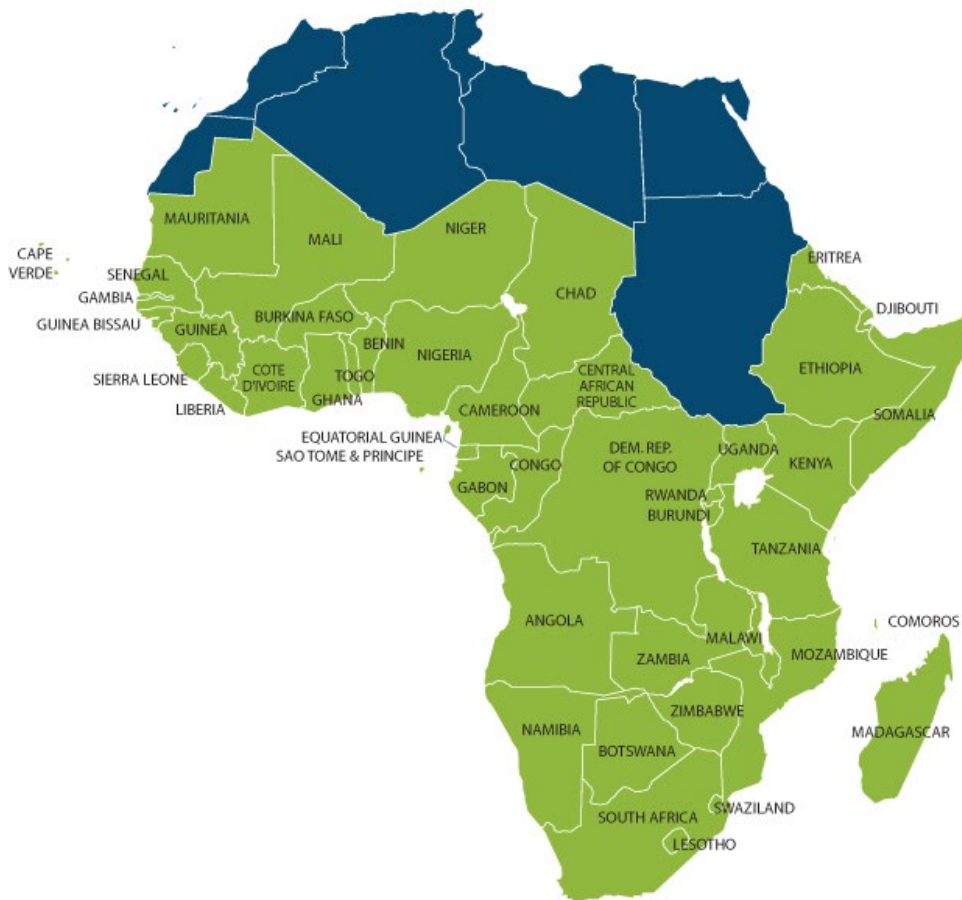 MAURITANIA
MALI
NIGER
CAPE
VERDE
SENEGAL
GAMBIA
GUINEA BISSAU
GUINEA
BURKINA FASO
CHAD
ERITREA
DJIBOUTI
SIERRA LEONE
LIBERIA
COTE
D'IVOIRE
GHANA
TOGO
BENIN
NIGERIA
CAMEROON
CENTRAL
AFRICAN
REPUBLIC
ETHIOPIA
SOMALIA
EQUATORIAL GUINEA
SAO TOME & PRINCIPE
GABON
CONGO
DEM. REP.
OF CONGO
UGANDA
KENYA
RWANDA
BURUNDI
TANZANIA
ANGOLA
ZAMBIA
MALAWI
MOZAMBIQUE
COMOROS
NAMIBIA
BOTSWANA
ZIMBABWE
MADAGASCAR
SOUTH AFRICA
SWAZILAND
LESOTHO